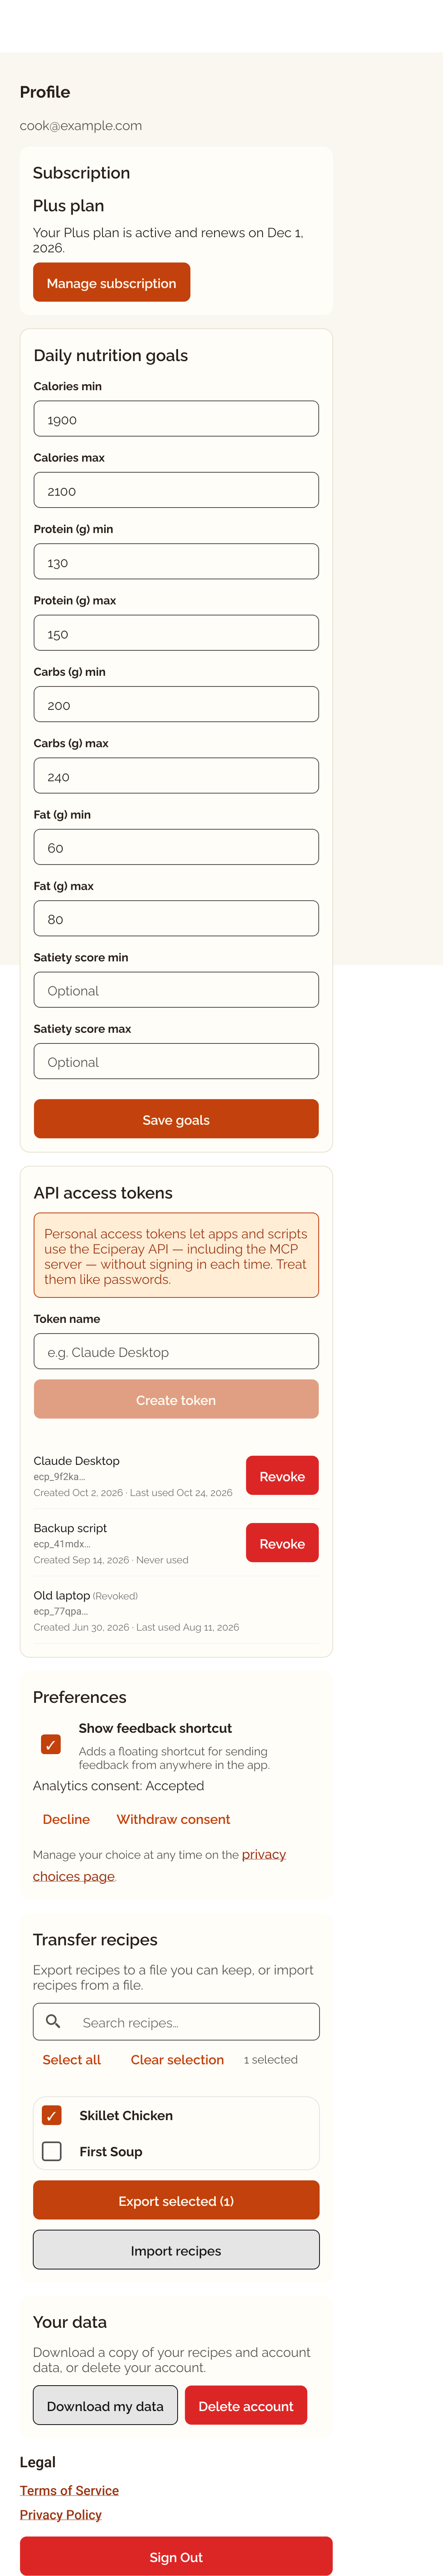 Profile
cook@example.com
Subscription
Plus plan
Your Plus plan is active and renews on Dec 1,
2026.
Manage subscription
Daily nutrition goals
Calories min
1900
Calories max
2100
Protein (g) min
130
Protein (g) max
150
Carbs (g) min
200
Carbs (g) max
240
Fat (g) min
60
Fat (g) max
80
Satiety score min
Optional
Satiety score max
Optional
Save goals
API access tokens
Personal access tokens let apps and scripts
use the Eciperay API — including the MCP
server — without signing in each time. Treat
them like passwords.
Token name
e.g. Claude Desktop
Create token
Claude Desktop
ecp_9f2ka...
Created Oct 2, 2026 · Last used Oct 24, 2026
Revoke
Backup script
ecp_41mdx...
Created Sep 14, 2026 · Never used
Revoke
Old laptop (Revoked)
ecp_77qpa...
Created Jun 30, 2026 · Last used Aug 11, 2026
Preferences
Show feedback shortcut
Adds a floating shortcut for sending
feedback from anywhere in the app.
Analytics consent: Accepted
Decline Withdraw consent
Manage your choice at any time on the privacy
choices page.
Transfer recipes
Export recipes to a file you can keep, or import
recipes from a file.
Search recipes...
Select all Clear selection 1 selected
Skillet Chicken
First Soup
Export selected (1)
Import recipes
Your data
Download a copy of your recipes and account
data, or delete your account.
Download my data Delete account
Legal
Terms of Service
Privacy Policy
Sign Out